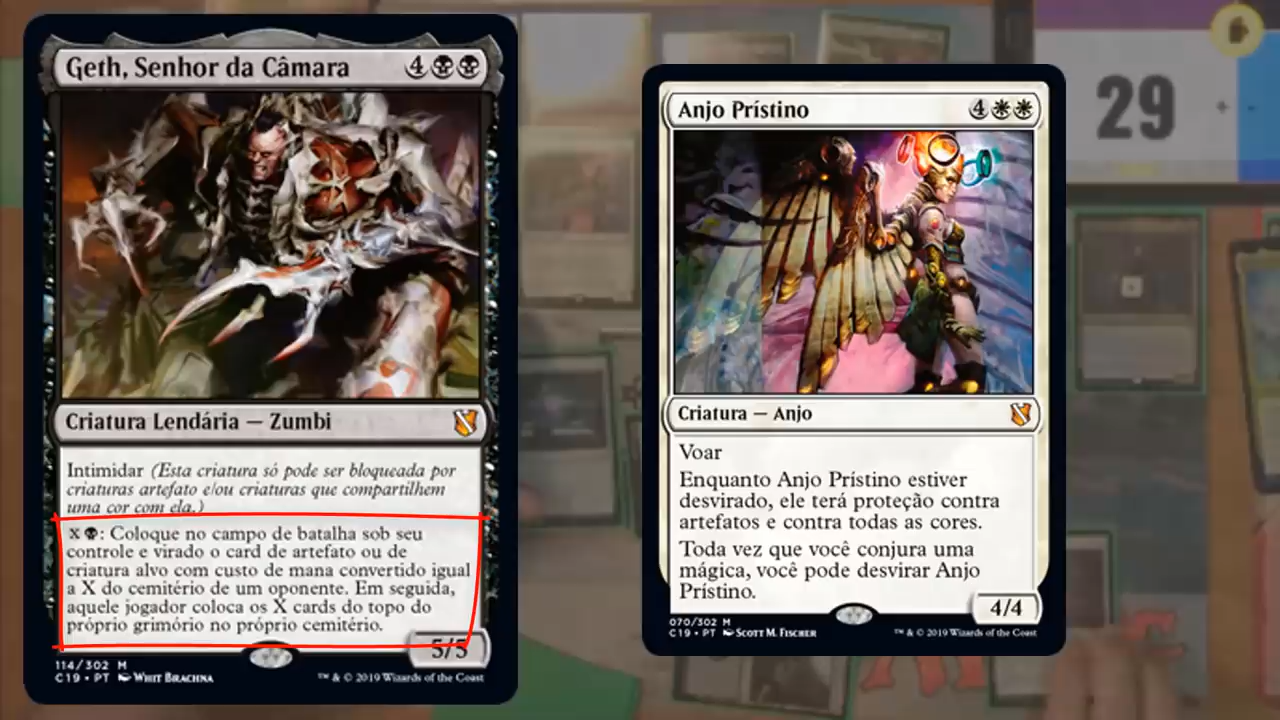 Geth, Senhor da Câmara
4
Criatura Lendária — Zumbi
Intimidar (Esta criatura só pode ser bloqueada por
criaturas artefato e/ou criaturas que compartilhem
uma cor com ela.)
X : Coloque no campo de batalha sob seu
controle e virado o card de artefato ou de
criatura alvo com custo de mana convertido igual
a X do cemitério de um oponente. Em seguida,
aquele jogador coloca os X cards do topo do
próprio grimório no próprio cemitério.
5/5
114/302 M
C19 • PT Whit Brachna
™ & © 2019 Wizards of the Coast
Anjo Prístino
4
Criatura — Anjo
Voar
Enquanto Anjo Prístino estiver
desvirado, ele terá proteção contra
artefatos e contra todas as cores.
Toda vez que você conjura uma
mágica, você pode desvirar Anjo
Prístino.
4/4
070/302 M
C19 • PT Scott M. Fischer
™ & © 2019 Wizards of the Coast
29
+ -